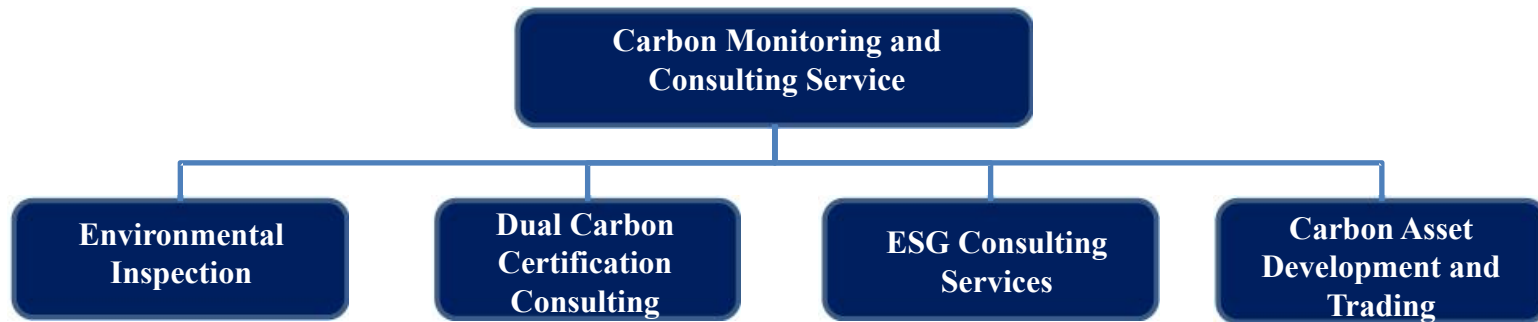 Carbon Monitoring and
Consulting Service
Environmental
Inspection
Dual Carbon
Certification
Consulting
ESG Consulting
Services
Carbon Asset
Development and
Trading